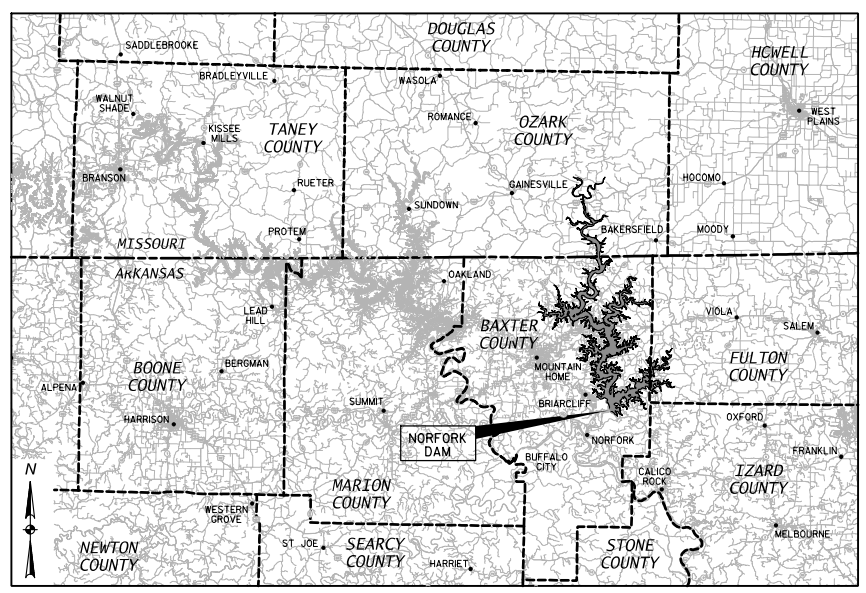 DOUGLAS
COUNTY
SADDLEBROOKE
HCWELL
COUNTY
BRADLEYVILLE
WASOLA
WALNUT
SHADE
WEST
PLAINS
ROMANCE
KISSEE
MILLS
TANEY
COUNTY
OZARK
COUNTY
BRANSON
RUETER
GAINESVILLE
HOCOMO
SUNDOWN
PROTEM
BAKERSFIELD
MOODY
MISSOURI
ARKANSAS
OAKLAND
LEAD
HILL
BAXTER
COUNTY
VIOLA
SALEM
BOONE
COUNTY
BERGMAN
MOUNTAIN
HOME
FULTON
COUNTY
ALPENA
SUMMIT
BRIARCLIFF
HARRISON
OXFORD
NORFORK
DAM
NORFORK
FRANKLIN
BUFFALO
CITY
CALICO
ROCK
IZARD
COUNTY
N
MARION
COUNTY
WESTERN
GROVE
MELBOURNE
NEWTON
COUNTY
ST. JOE
SEARCY
COUNTY
STONE
COUNTY
HARRIET